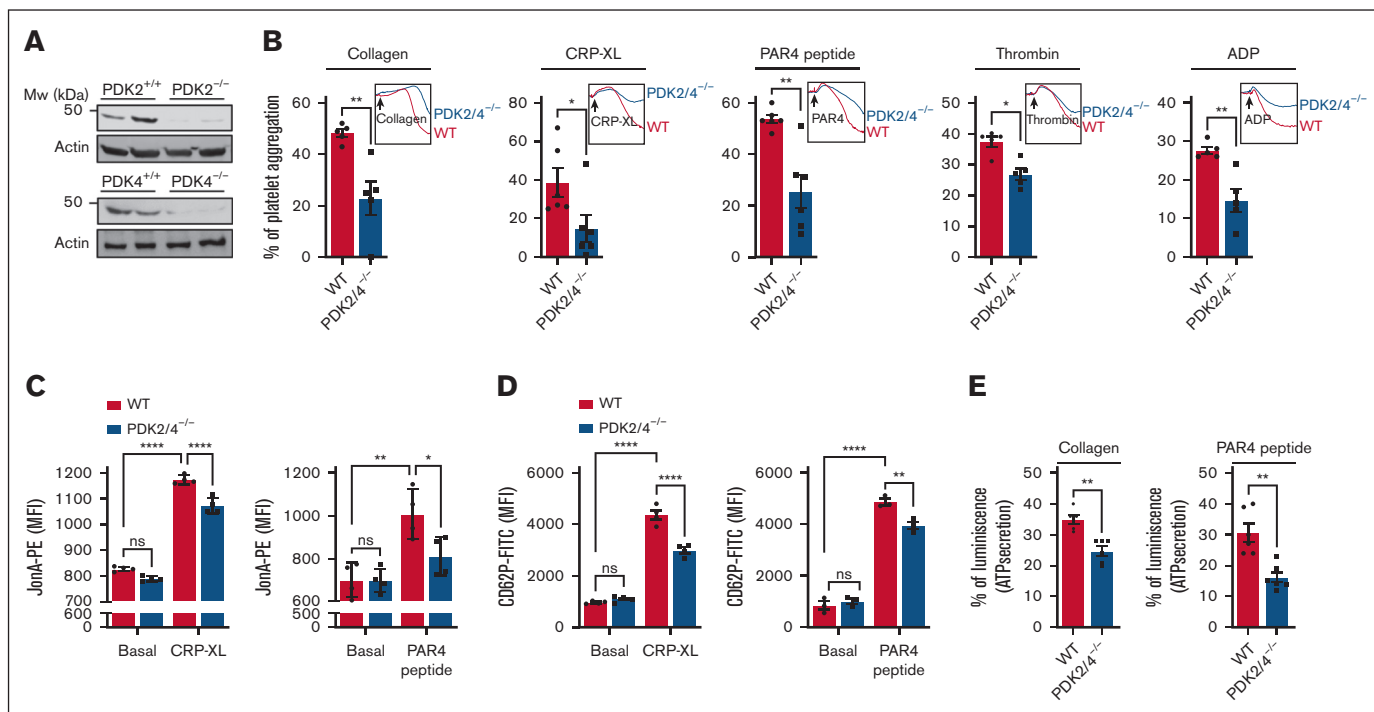 A
Mw (kDa)
PDK2+/+ PDK2−/−
50
Actin
PDK4+/+ PDK4−/−
50
Actin
B
% of platelet aggregation
Collagen
60
40
20
0
**
Collagen
PDK2/4−/−
WT
WT
PDK2/4−/−
CRP-XL
80
60
40
20
0
*
CRP-XL
PDK2/4−/−
WT
WT
PDK2/4−/−
PAR4 peptide
60
40
20
0
**
PAR4
PDK2/4−/−
WT
WT
PDK2/4−/−
Thrombin
50
40
30
20
10
0
*
Thrombin
PDK2/4−/−
WT
WT
PDK2/4−/−
ADP
40
30
20
10
0
**
ADP
PDK2/4−/−
WT
WT
PDK2/4−/−
C
WT
PDK2/4−/−
JonA-PE (MFI)
1200
1100
1000
900
800
700
600
500
0
**** ****
ns
Basal CRP-XL
JonA-PE (MFI)
1200
1000
800
600
500
0
** *
ns
Basal PAR4
peptide
D
WT
PDK2/4−/−
CD62P-FITC (MFI)
6000
4000
2000
0
****
****
ns
Basal CRP-XL
CD62P-FITC (MFI)
6000
4000
2000
0
****
**
ns
Basal PAR4
peptide
E
Collagen
% of luminiscence
(ATPsecretion)
50
40
30
20
10
0
**
WT
PDK2/4−/−
PAR4 peptide
% of luminiscence
(ATPsecretion)
50
40
30
20
10
0
**
WT
PDK2/4−/−